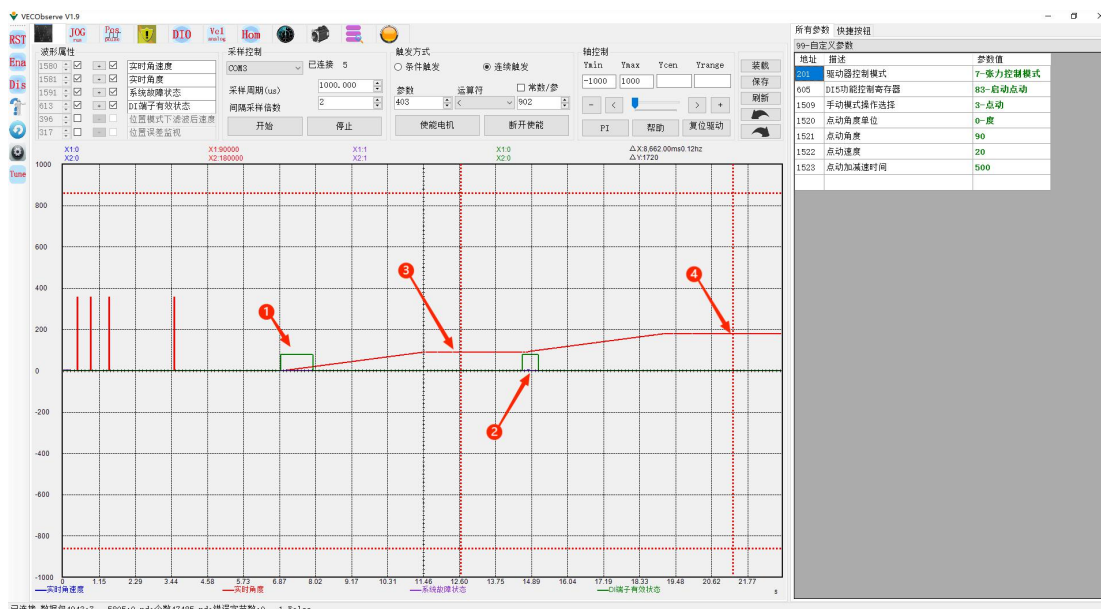 VECObserve V1.9
RST
JOG
run
Pos
pulse
DIO
Vel
analog
Hom
Ena
Dis
Tune
波形属性
1580 实时角速度
1581 实时角度
1591 系统故障状态
613 DI端子有效状态
396 位置模式下滤波后速度
317 位置误差监视
采样控制
COM3 已连接 5
采样周期(us) 1000.000
间隔采样倍数 2
开始 停止
触发方式
条件触发 连续触发
参数 运算符 常数/参
403 < 902
使能电机 断开使能
轴控制
Ymin Ymax Ycen Yrange
-1000 1000
- < > +
PI 帮助 复位驱动
装载
保存
刷新
所有参数 快捷按钮
99-自定义参数
地址 描述 参数值
201 驱动器控制模式 7-张力控制模式
605 DI5功能控制寄存器 83-启动点动
1509 手动模式操作选择 3-点动
1520 点动角度单位 0-度
1521 点动角度 90
1522 点动速度 20
1523 点动加减速时间 500
X1:0 X1:90000 X1:1 X1:0 △X:8,662.00ms0.12hz
X2:0 X2:180000 X2:1 X2:0 △Y:1720
1000
800
600
400
200
0
-200
-400
-600
-800
-1000
1
2
3
4
0 1.15 2.29 3.44 4.58 5.73 6.87 8.02 9.17 10.31 11.46 12.60 13.75 14.89 16.04 17.19 18.33 19.48 20.62 21.77
实时角速度 实时角度 系统故障状态 DI端子有效状态 s